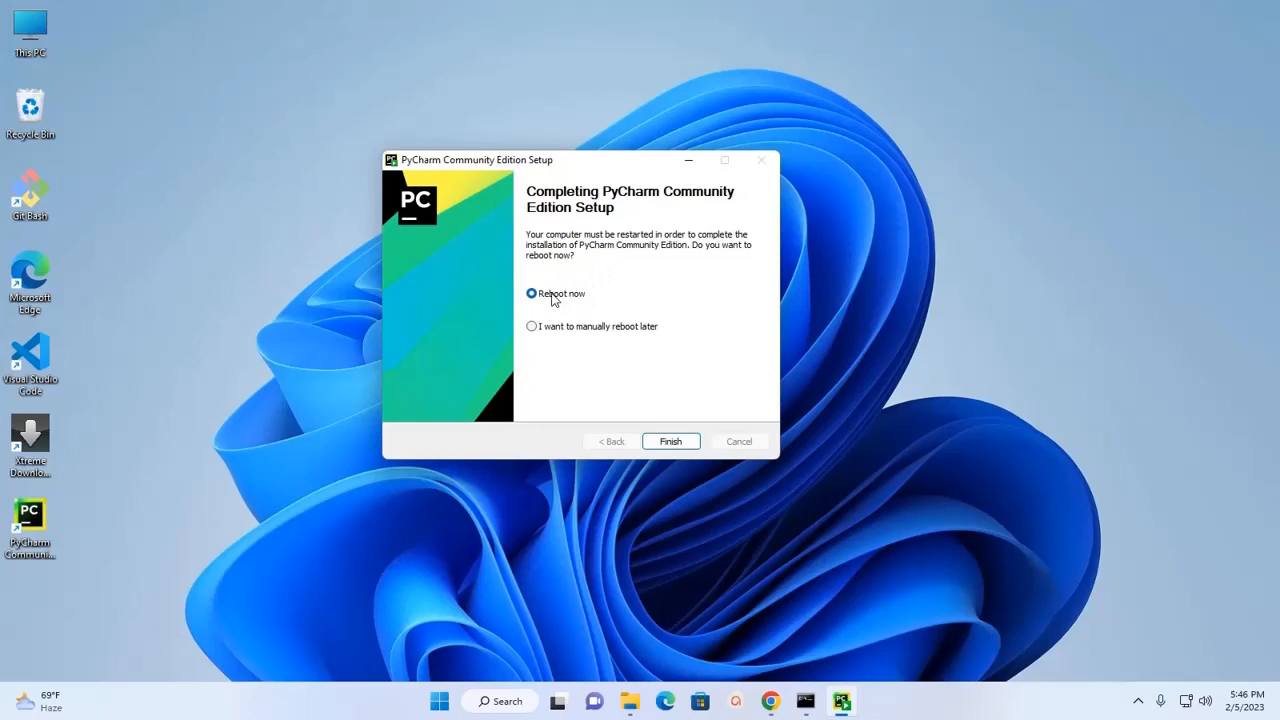 This PC
Recycle Bin
Git Bash
Microsoft
Edge
Visual Studio
Code
Xtreme
Downlo...
PC
PyCharm
Communi...
PyCharm Community Edition Setup
PC
Completing PyCharm Community
Edition Setup
Your computer must be restarted in order to complete the
installation of PyCharm Community Edition. Do you want to
reboot now?
Reboot now
I want to manually reboot later
< Back
Finish
Cancel
69°F
Haze
Search
5:46 PM
2/5/2023